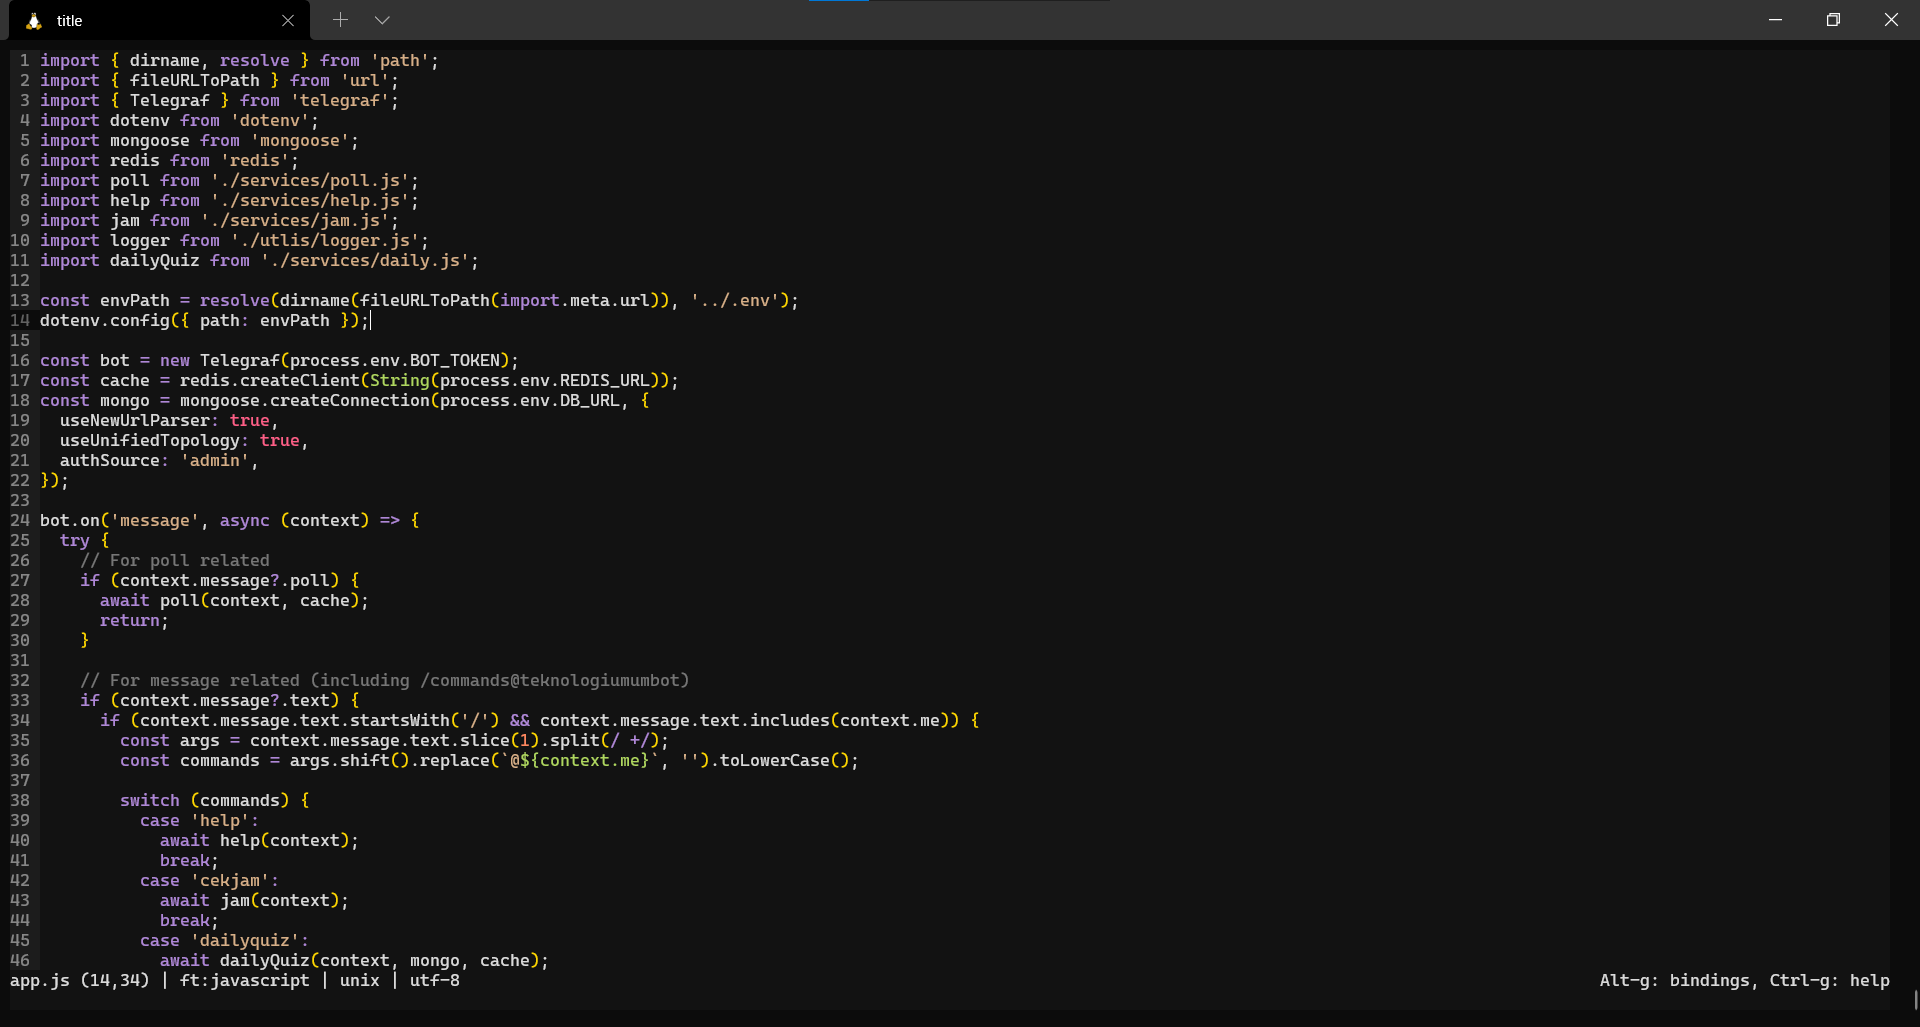 title
1 import { dirname, resolve } from 'path';
2 import { fileURLToPath } from 'url';
3 import { Telegraf } from 'telegraf';
4 import dotenv from 'dotenv';
5 import mongoose from 'mongoose';
6 import redis from 'redis';
7 import poll from './services/poll.js';
8 import help from './services/help.js';
9 import jam from './services/jam.js';
10 import logger from './utlis/logger.js';
11 import dailyQuiz from './services/daily.js';
12
13 const envPath = resolve(dirname(fileURLToPath(import.meta.url)), '../.env');
14 dotenv.config({ path: envPath });
15
16 const bot = new Telegraf(process.env.BOT_TOKEN);
17 const cache = redis.createClient(String(process.env.REDIS_URL));
18 const mongo = mongoose.createConnection(process.env.DB_URL, {
19   useNewUrlParser: true,
20   useUnifiedTopology: true,
21   authSource: 'admin',
22 });
23
24 bot.on('message', async (context) => {
25   try {
26     // For poll related
27     if (context.message?.poll) {
28       await poll(context, cache);
29       return;
30     }
31
32     // For message related (including /commands@teknologiumumbot)
33     if (context.message?.text) {
34       if (context.message.text.startsWith('/') && context.message.text.includes(context.me)) {
35         const args = context.message.text.slice(1).split(/ +/);
36         const commands = args.shift().replace(`@${context.me}`, '').toLowerCase();
37
38         switch (commands) {
39           case 'help':
40             await help(context);
41             break;
42           case 'cekjam':
43             await jam(context);
44             break;
45           case 'dailyquiz':
46             await dailyQuiz(context, mongo, cache);
app.js (14,34) | ft:javascript | unix | utf-8 Alt-g: bindings, Ctrl-g: help